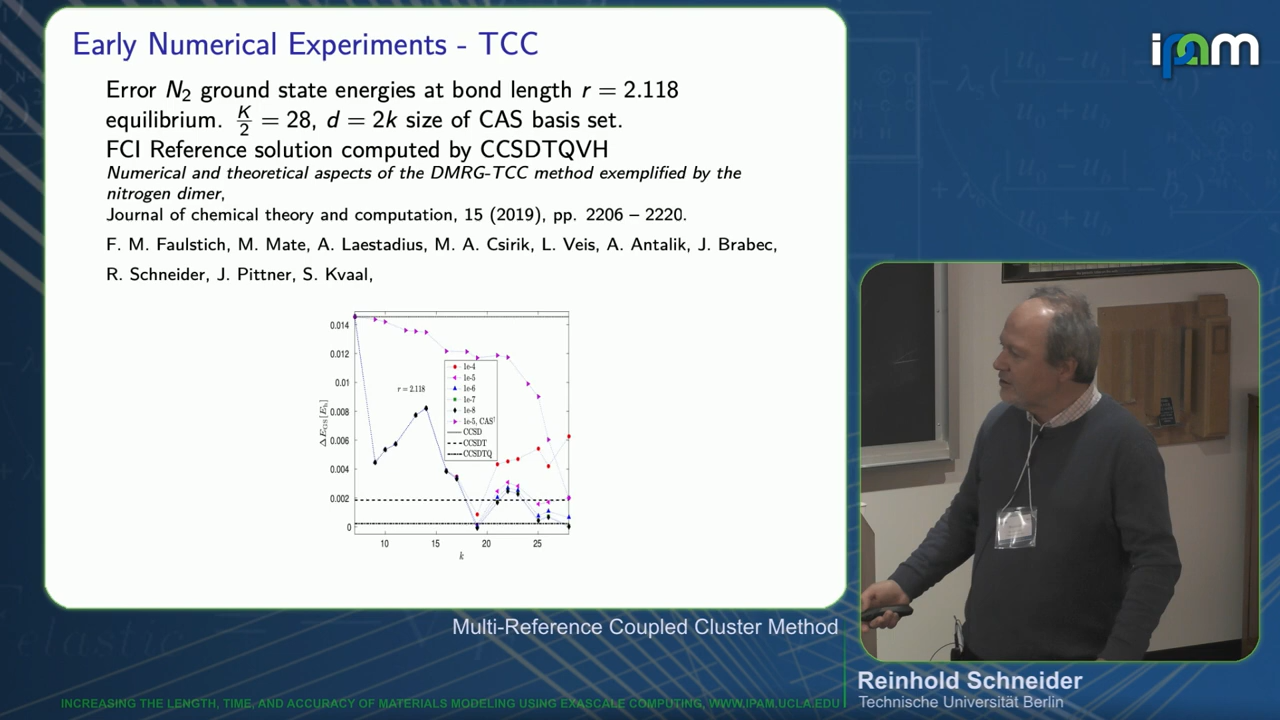 Early Numerical Experiments - TCC
Error N₂ ground state energies at bond length r = 2.118
equilibrium. K/2 = 28, d = 2k size of CAS basis set.
FCI Reference solution computed by CCSDTQVH
Numerical and theoretical aspects of the DMRG-TCC method exemplified by the
nitrogen dimer,
Journal of chemical theory and computation, 15 (2019), pp. 2206 – 2220.
F. M. Faulstich, M. Mate, A. Laestadius, M. A. Csirik, L. Veis, A. Antalik, J. Brabec,
R. Schneider, J. Pittner, S. Kvaal,
0.014
0.012
0.01
0.008
0.006
0.004
0.002
0
r = 2.118
1e-4
1e-5
1e-6
1e-7
1e-8
CCSD
CCSDT
CCSDTQ
10
15
20
25
k
ipam
Multi-Reference Coupled Cluster Method
Reinhold Schneider
Technische Universität Berlin
INCREASING THE LENGTH, TIME, AND ACCURACY OF MATERIALS MODELING USING EXASCALE COMPUTING, WWW.IPAM.UCLA.EDU